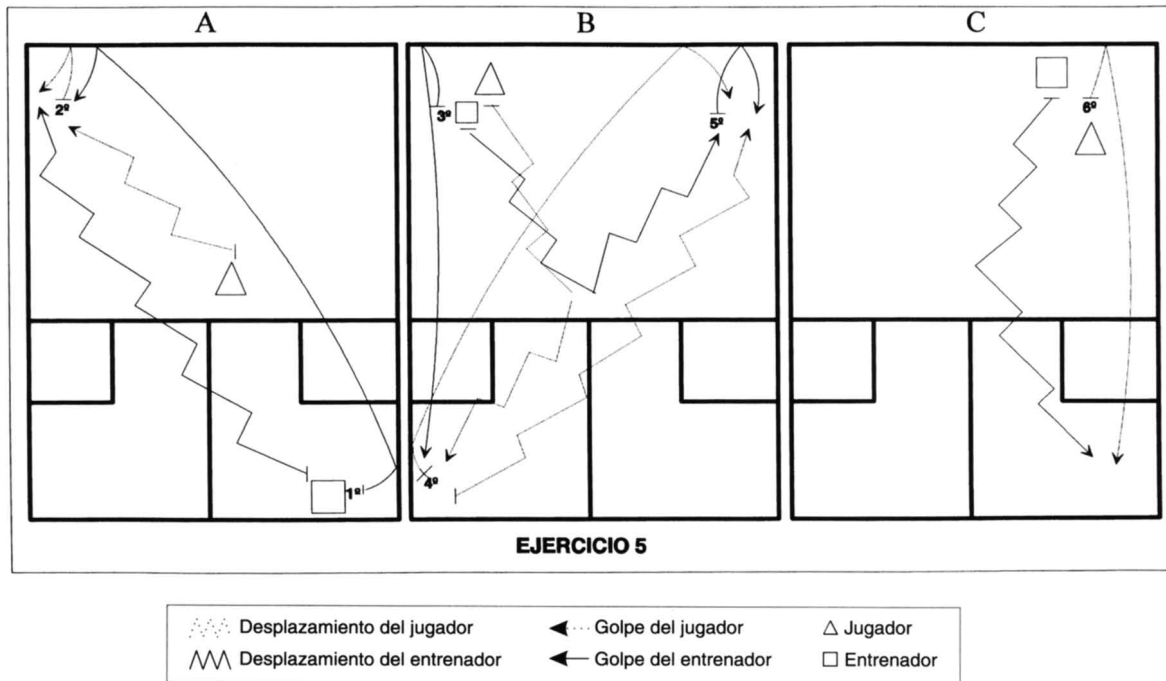 A B C
2º
3º
5º
6º
1º
4º
EJERCICIO 5
Desplazamiento del jugador Golpe del jugador Jugador
Desplazamiento del entrenador Golpe del entrenador Entrenador